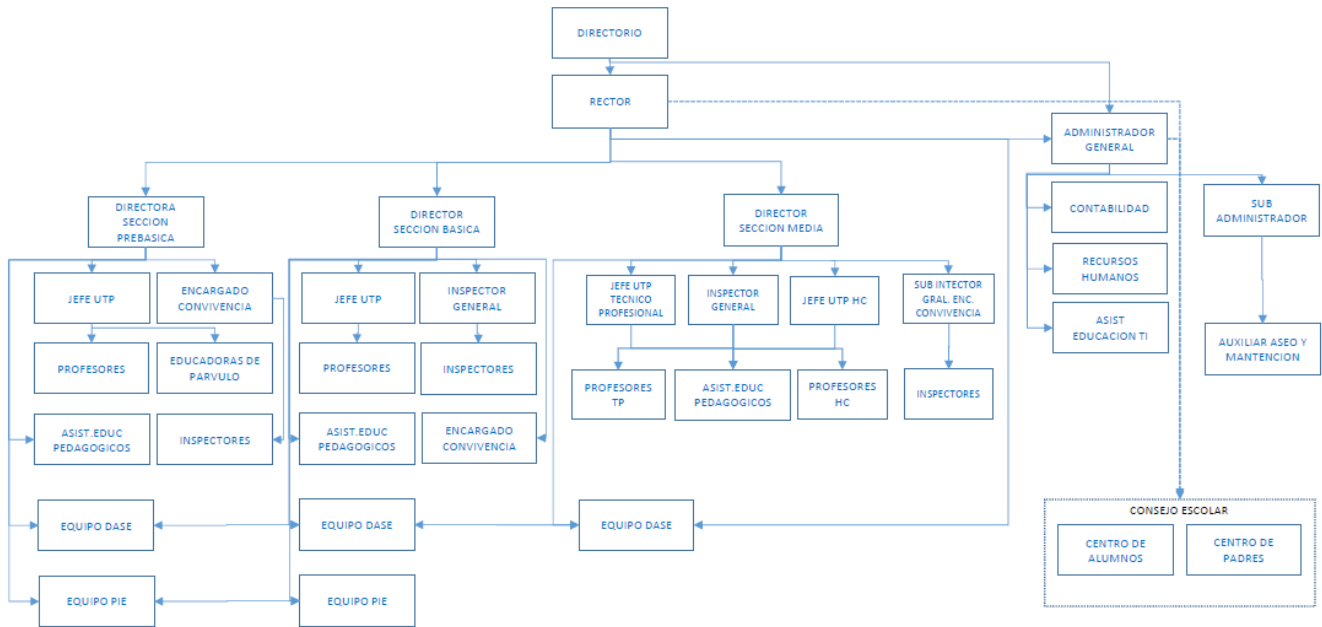 DIRECTORIO
RECTOR
ADMINISTRADOR
GENERAL
DIRECTORA
SECCION
PREBASICA
DIRECTOR
SECCION BASICA
DIRECTOR
SECCION MEDIA
CONTABILIDAD
SUB
ADMINISTRADOR
JEFE UTP
ENCARGADO
CONVIVENCIA
JEFE UTP
INSPECTOR
GENERAL
JEFE UTP
TECNICO
PROFESIONAL
INSPECTOR
GENERAL
JEFE UTP HC
SUB INTECTOR
GRAL. ENC.
CONVIVENCIA
RECURSOS
HUMANOS
ASIST
EDUCACION TI
AUXILIAR ASEO Y
MANTENCION
PROFESORES
EDUCADORAS DE
PARVULO
PROFESORES
INSPECTORES
PROFESORES
TP
ASIST.EDUC
PEDAGOGICOS
PROFESORES
HC
INSPECTORES
ASIST.EDUC
PEDAGOGICOS
INSPECTORES
ASIST.EDUC
PEDAGOGICOS
ENCARGADO
CONVIVENCIA
EQUIPO DASE
EQUIPO DASE
EQUIPO DASE
CONSEJO ESCOLAR
CENTRO DE
ALUMNOS
CENTRO DE
PADRES
EQUIPO PIE
EQUIPO PIE